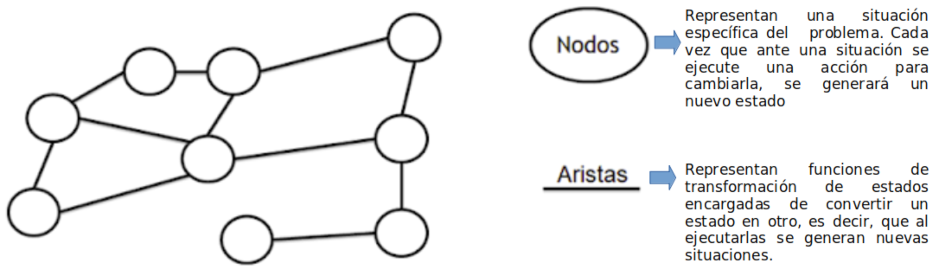 Nodos
Representan una situación
específica del problema. Cada
vez que ante una situación se
ejecute una acción para
cambiarla, se generará un
nuevo estado
Aristas
Representan funciones de
transformación de estados
encargadas de convertir un
estado en otro, es decir, que al
ejecutarlas se generan nuevas
situaciones.